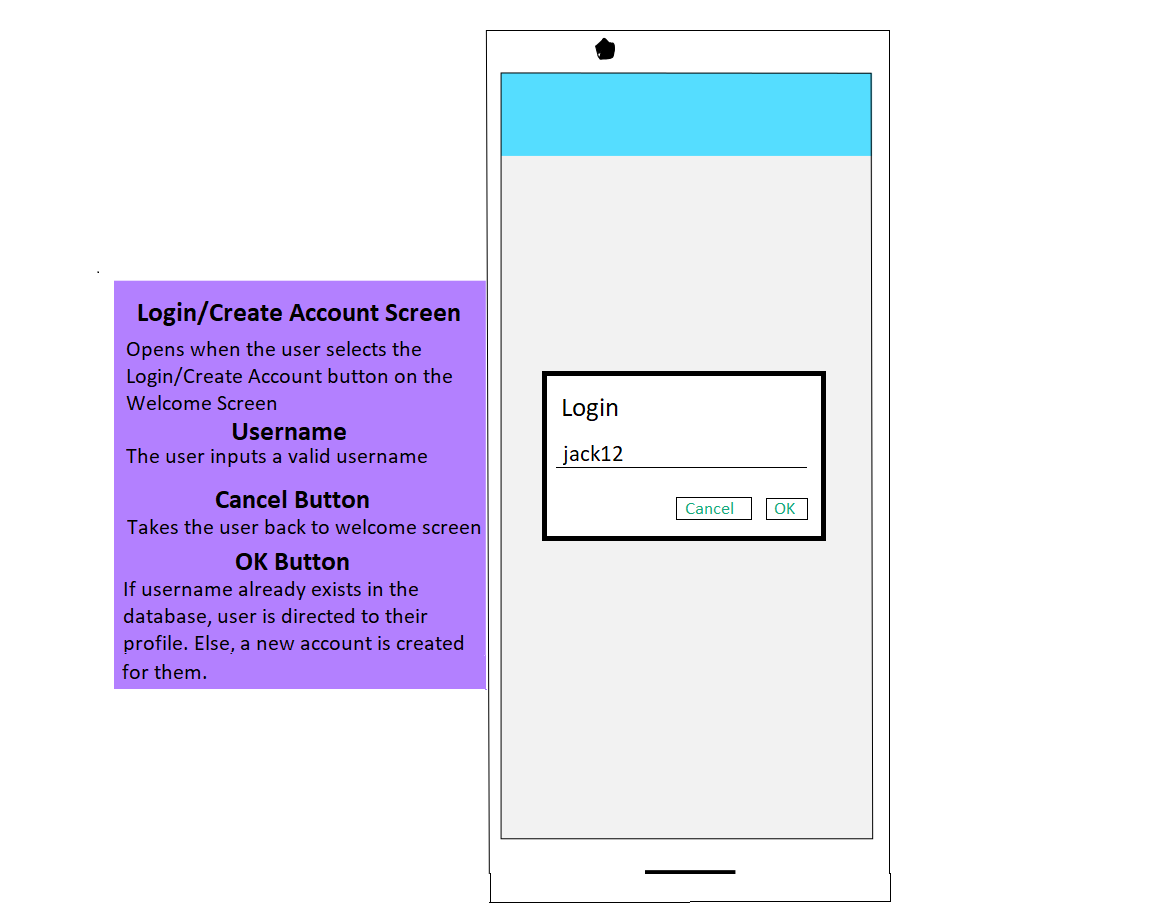 Login/Create Account Screen
Opens when the user selects the
Login/Create Account button on the
Welcome Screen
Username
The user inputs a valid username
Cancel Button
Takes the user back to welcome screen
OK Button
If username already exists in the
database, user is directed to their
profile. Else, a new account is created
for them.
Login
jack12
Cancel OK